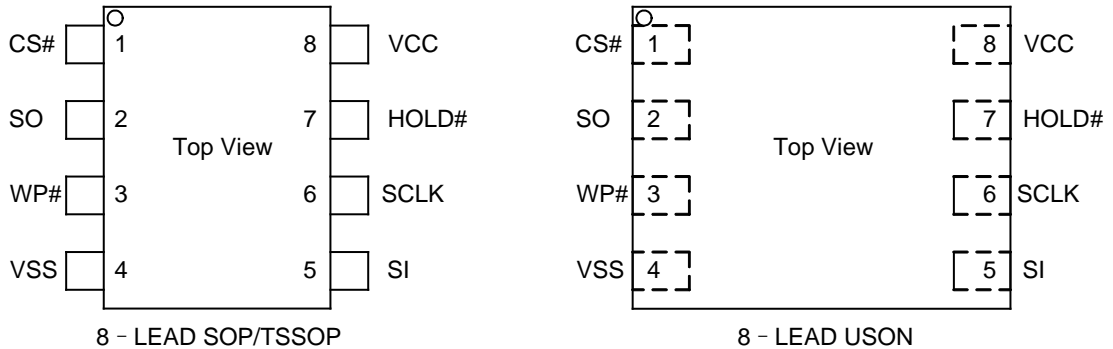 CS# 1 8 VCC
SO 2 7 HOLD#
Top View
WP# 3 6 SCLK
VSS 4 5 SI
8 – LEAD SOP/TSSOP
CS# 1 8 VCC
SO 2 7 HOLD#
Top View
WP# 3 6 SCLK
VSS 4 5 SI
8 – LEAD USON